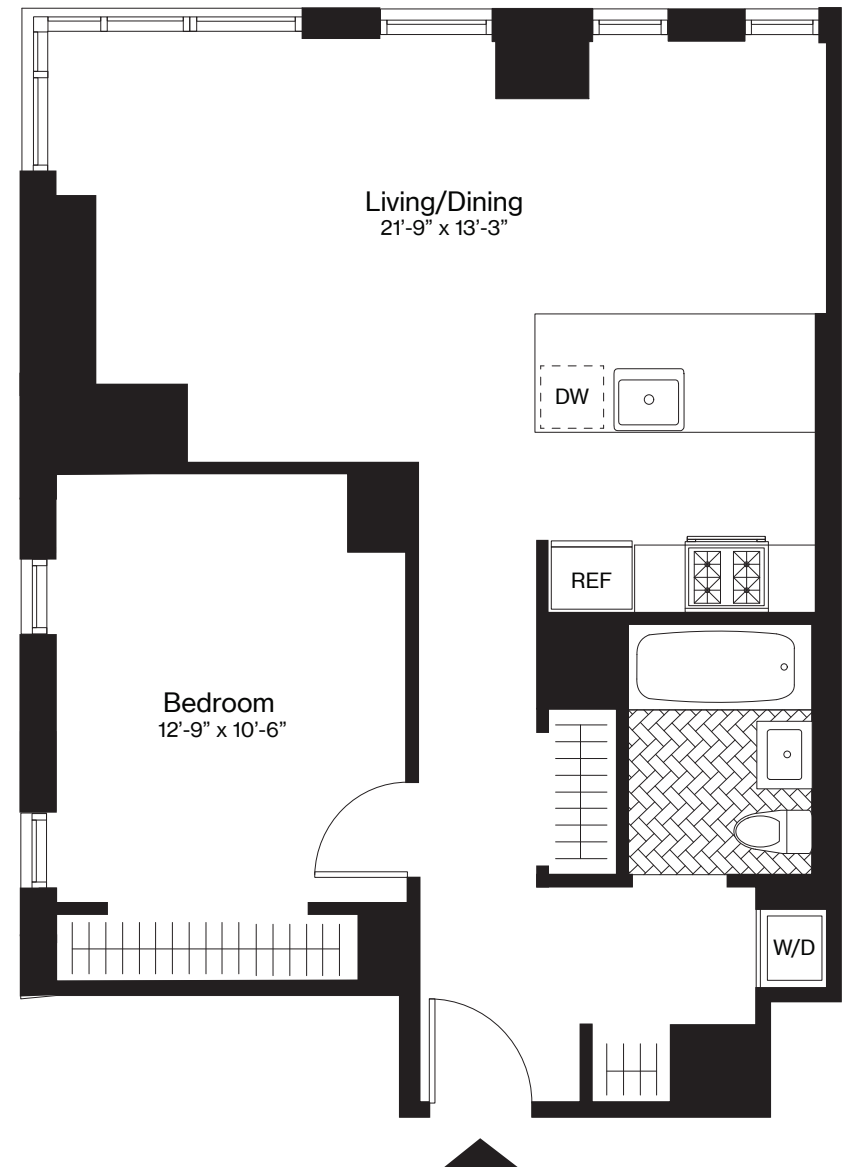 Living/Dining
21’-9” x 13’-3”
DW
REF
Bedroom
12’-9” x 10’-6”
W/D